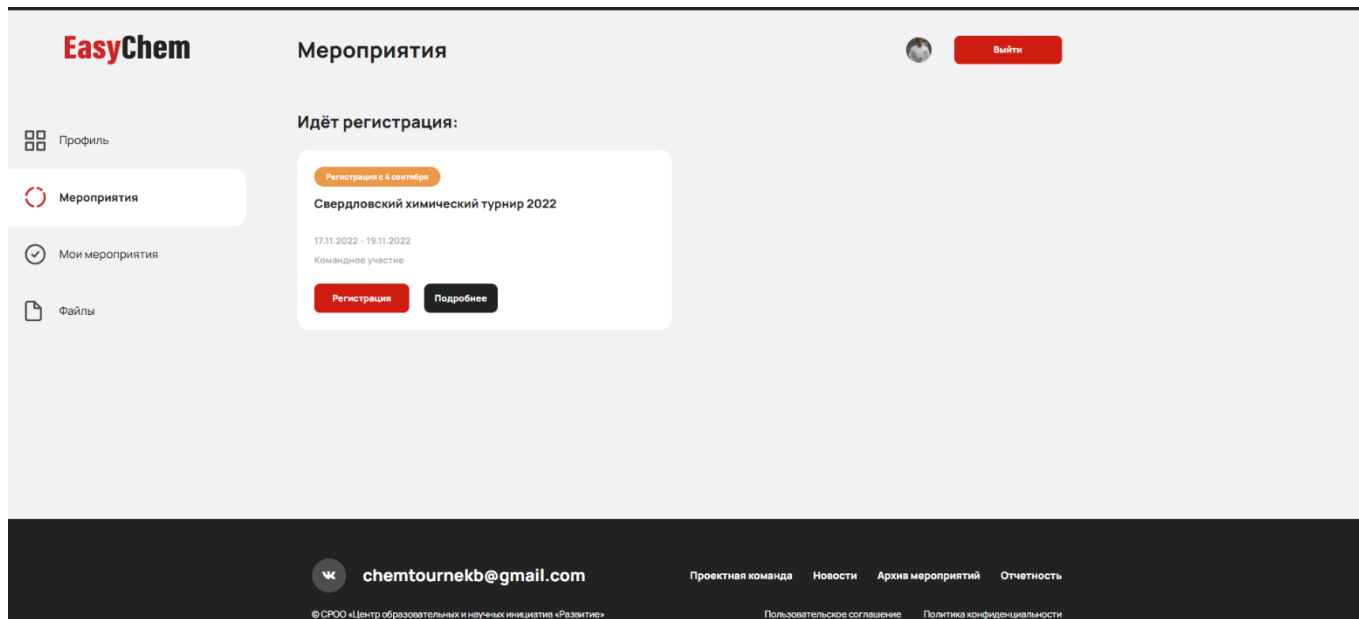 EasyChem
Мероприятия
Выйти
Профиль
Мероприятия
Мои мероприятия
Файлы
Идёт регистрация:
Регистрация с 4 сентября
Свердловский химический турнир 2022
17.11.2022 - 19.11.2022
Командное участие
Регистрация
Подробнее
chemtournekb@gmail.com
Проектная команда Новости Архив мероприятий Отчетность
© СРОО «Центр образовательных и научных инициатив «Развитие»
Пользовательское соглашение Политика конфиденциальности